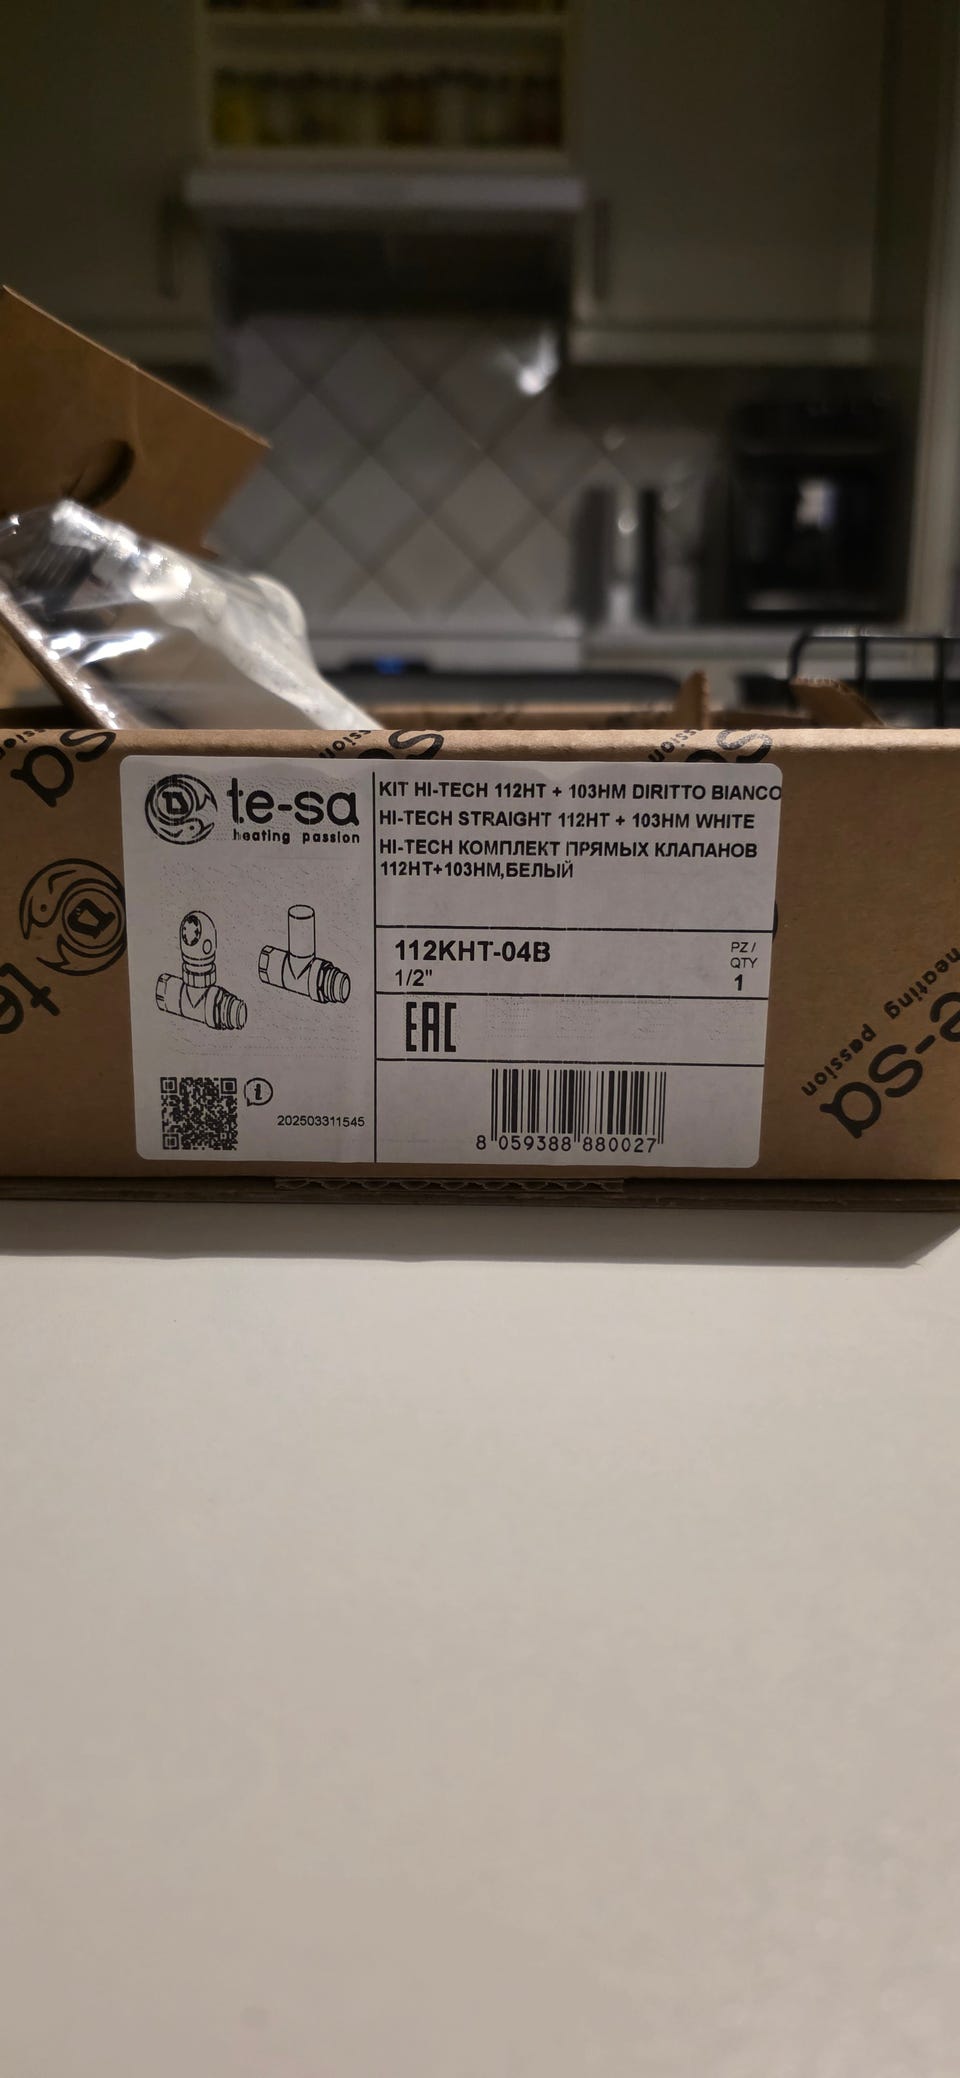 te-sa
heating passion
KIT HI-TECH 112HT + 103HM DIRITTO BIANCO
HI-TECH STRAIGHT 112HT + 103HM WHITE
HI-TECH КОМПЛЕКТ ПРЯМЫХ КЛАПАНОВ
112HT+103HM,БЕЛЫЙ
112KHT-04B
1/2"
PZ /
QTY
1
EAC
i
202503311545
8 059388 880027
te-sa
heating passion